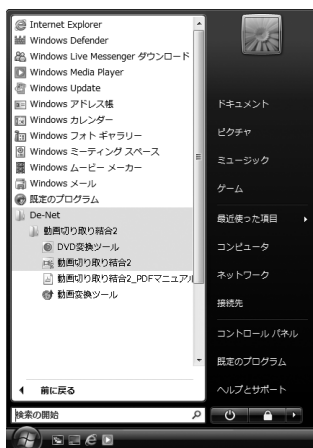 Internet Explorer
Windows Defender
Windows Live Messenger ダウンロード
Windows Media Player
Windows Update
Windows アドレス帳
Windows カレンダー
Windows フォト ギャラリー
Windows ミーティング スペース
Windows ムービー メーカー
Windows メール
既定のプログラム
De-Net
動画切り取り結合2
DVD変換ツール
動画切り取り結合2
動画切り取り結合2_PDFマニュアル
動画変換ツール
前に戻る
検索の開始
ドキュメント
ピクチャ
ミュージック
ゲーム
最近使った項目
コンピュータ
ネットワーク
接続先
コントロール パネル
既定のプログラム
ヘルプとサポート